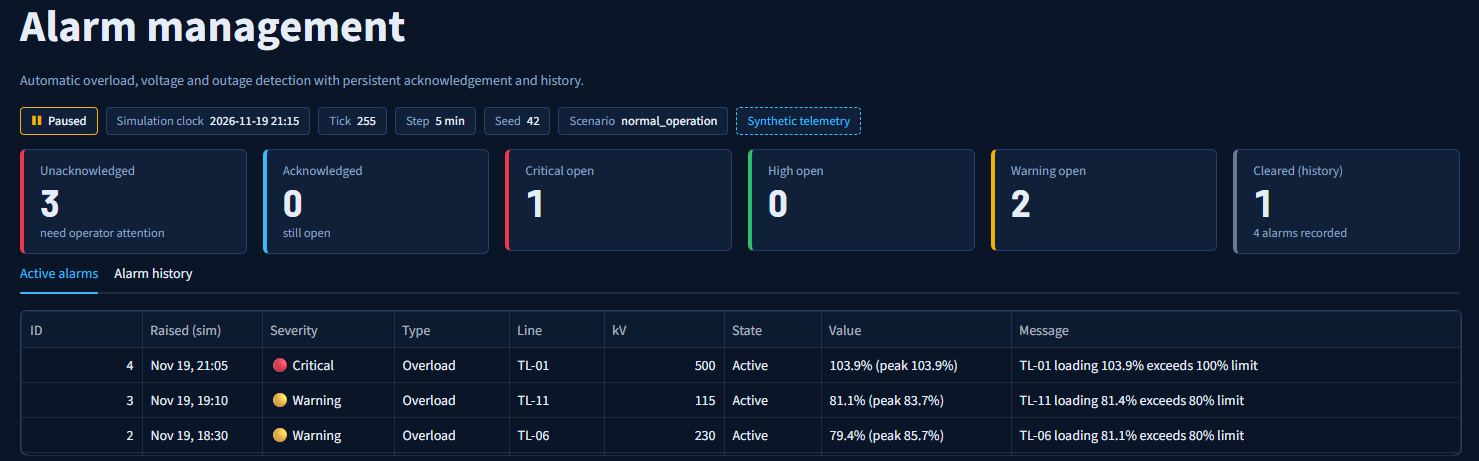 Alarm management
Automatic overload, voltage and outage detection with persistent acknowledgement and history.
Paused Simulation clock 2026-11-19 21:15 Tick 255 Step 5 min Seed 42 Scenario normal_operation Synthetic telemetry
Unacknowledged Acknowledged Critical open High open Warning open Cleared (history)
3 0 1 0 2 1
need operator attention still open 4 alarms recorded
Active alarms Alarm history
ID Raised (sim) Severity Type Line kV State Value Message
4 Nov 19, 21:05 Critical Overload TL-01 500 Active 103.9% (peak 103.9%) TL-01 loading 103.9% exceeds 100% limit
3 Nov 19, 19:10 Warning Overload TL-11 115 Active 81.1% (peak 83.7%) TL-11 loading 81.4% exceeds 80% limit
2 Nov 19, 18:30 Warning Overload TL-06 230 Active 79.4% (peak 85.7%) TL-06 loading 81.1% exceeds 80% limit